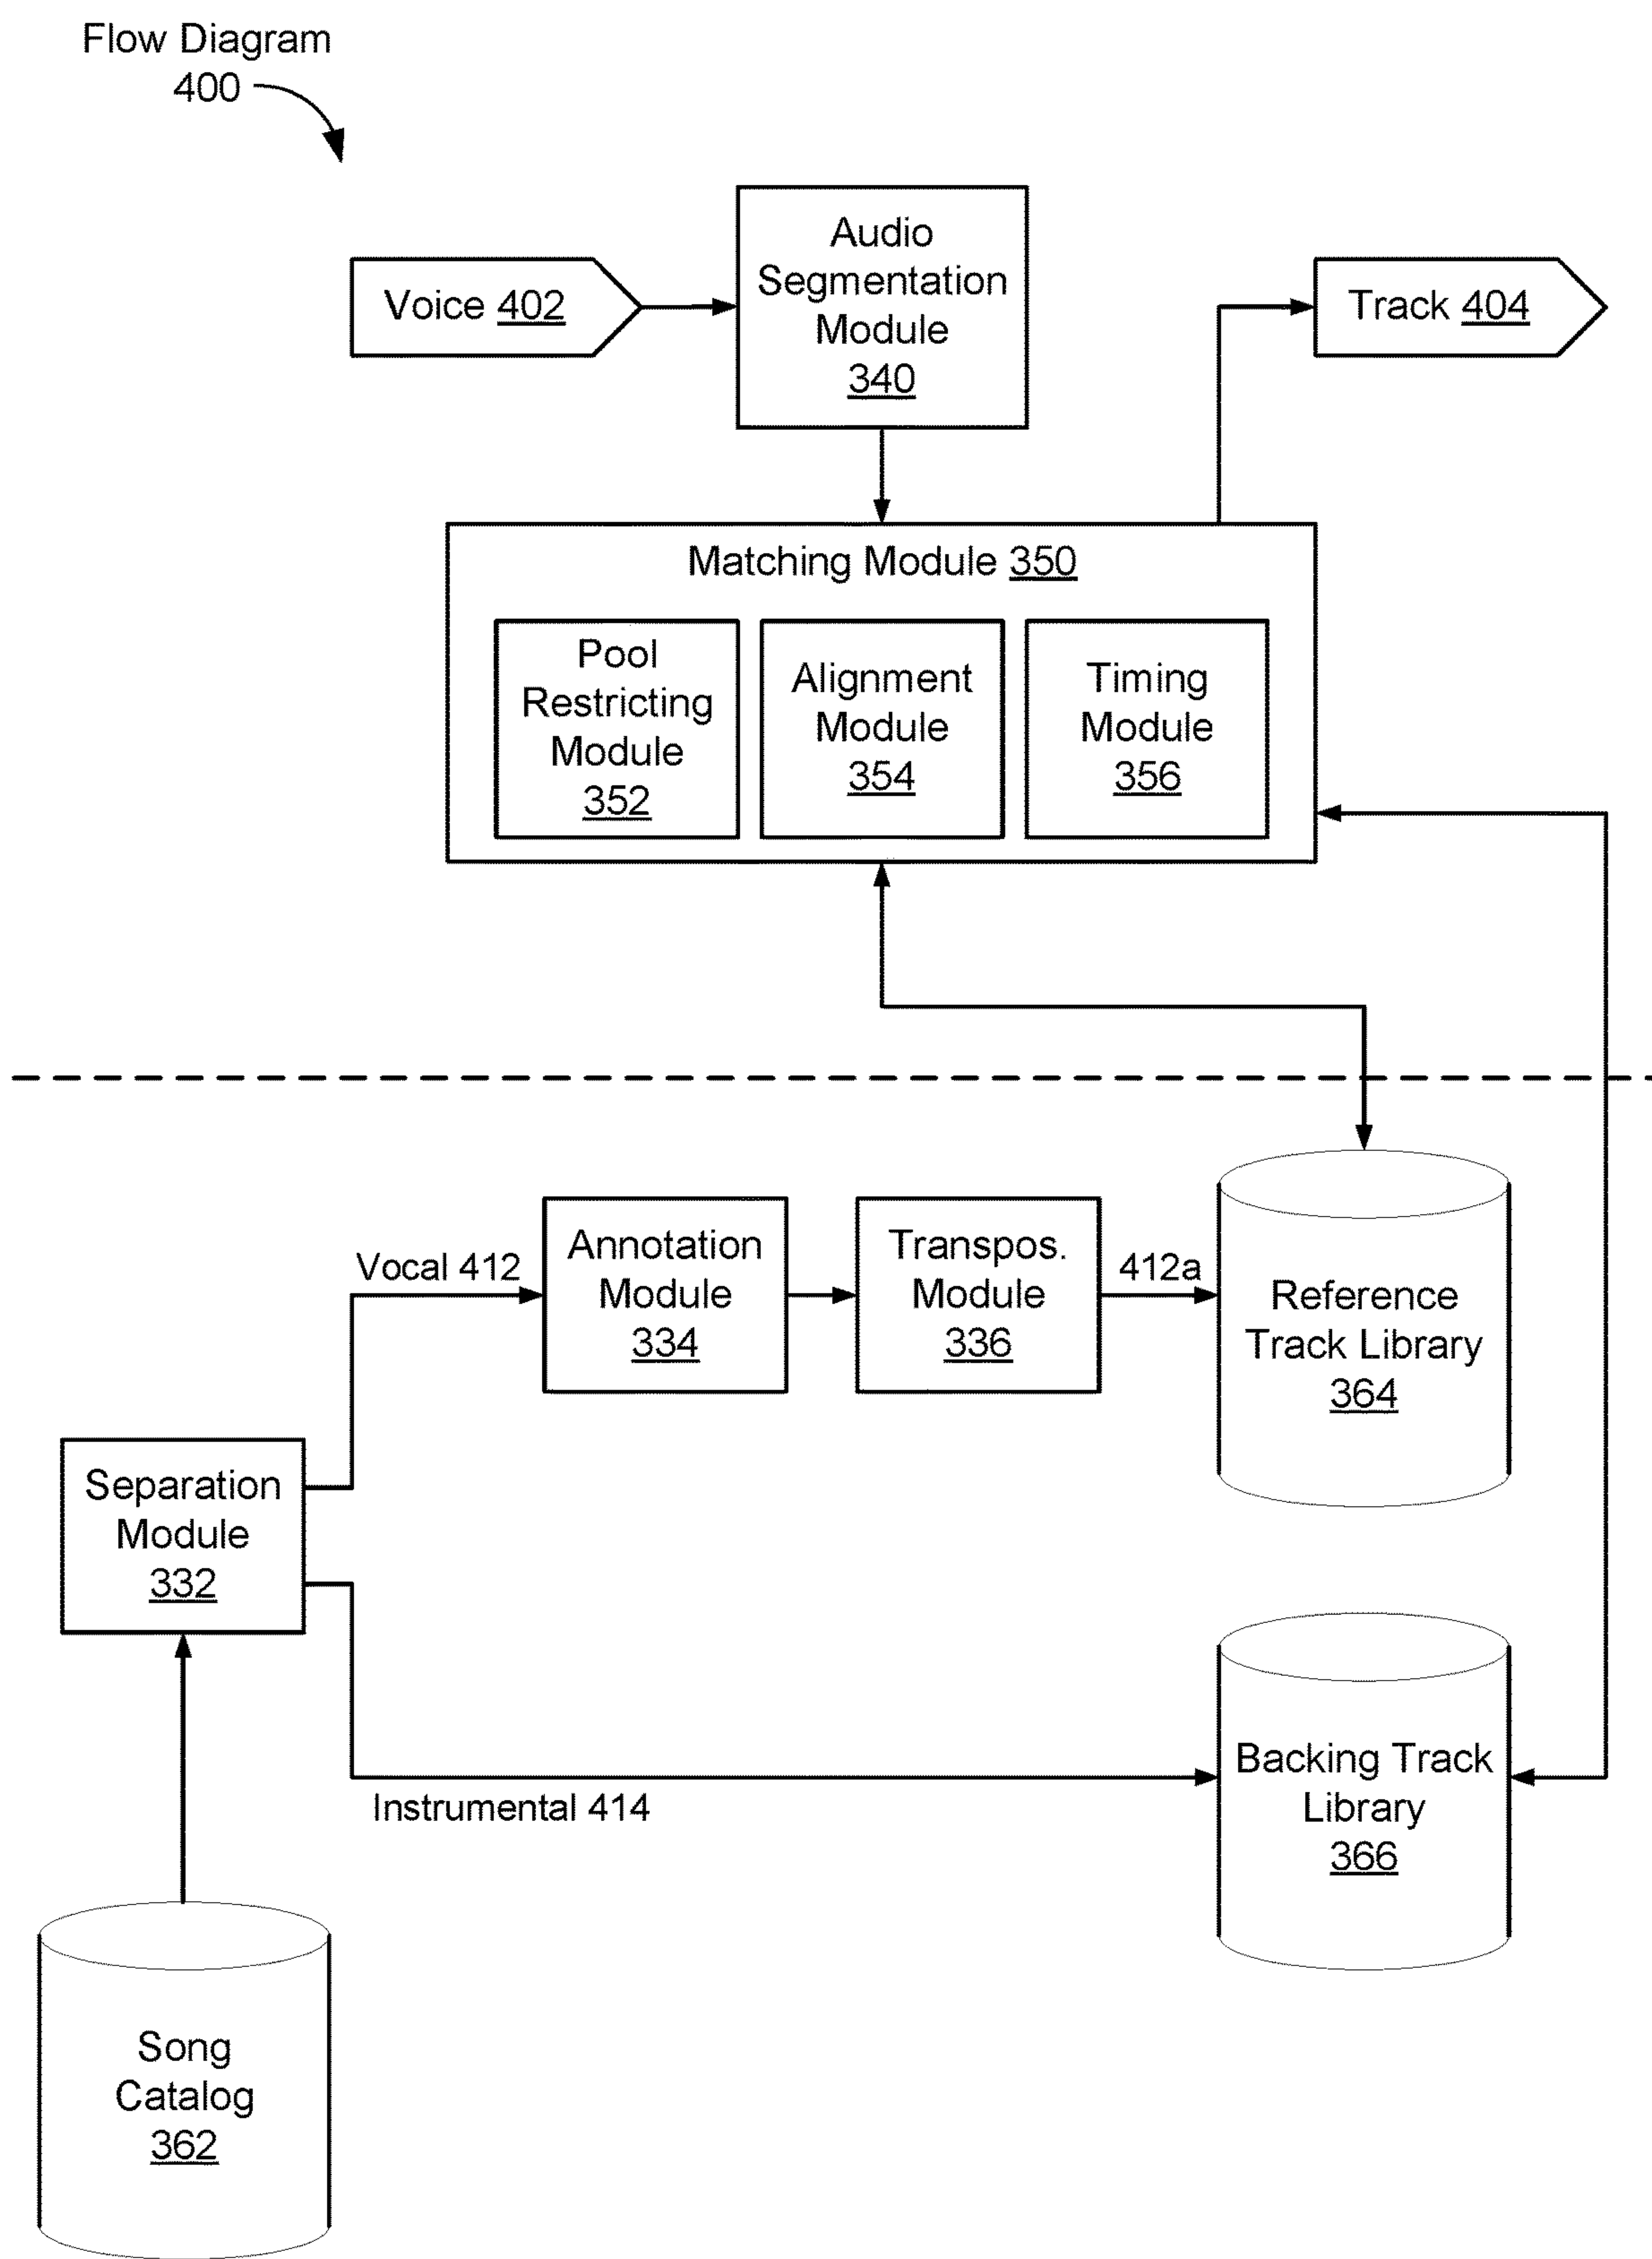 Flow Diagram
400
Voice 402
Audio
Segmentation
Module
340
Track 404
Matching Module 350
Pool
Restricting
Module
352
Alignment
Module
354
Timing
Module
356
Vocal 412
Annotation
Module
334
Transpos.
Module
336
412a
Reference
Track Library
364
Separation
Module
332
Instrumental 414
Backing Track
Library
366
Song
Catalog
362